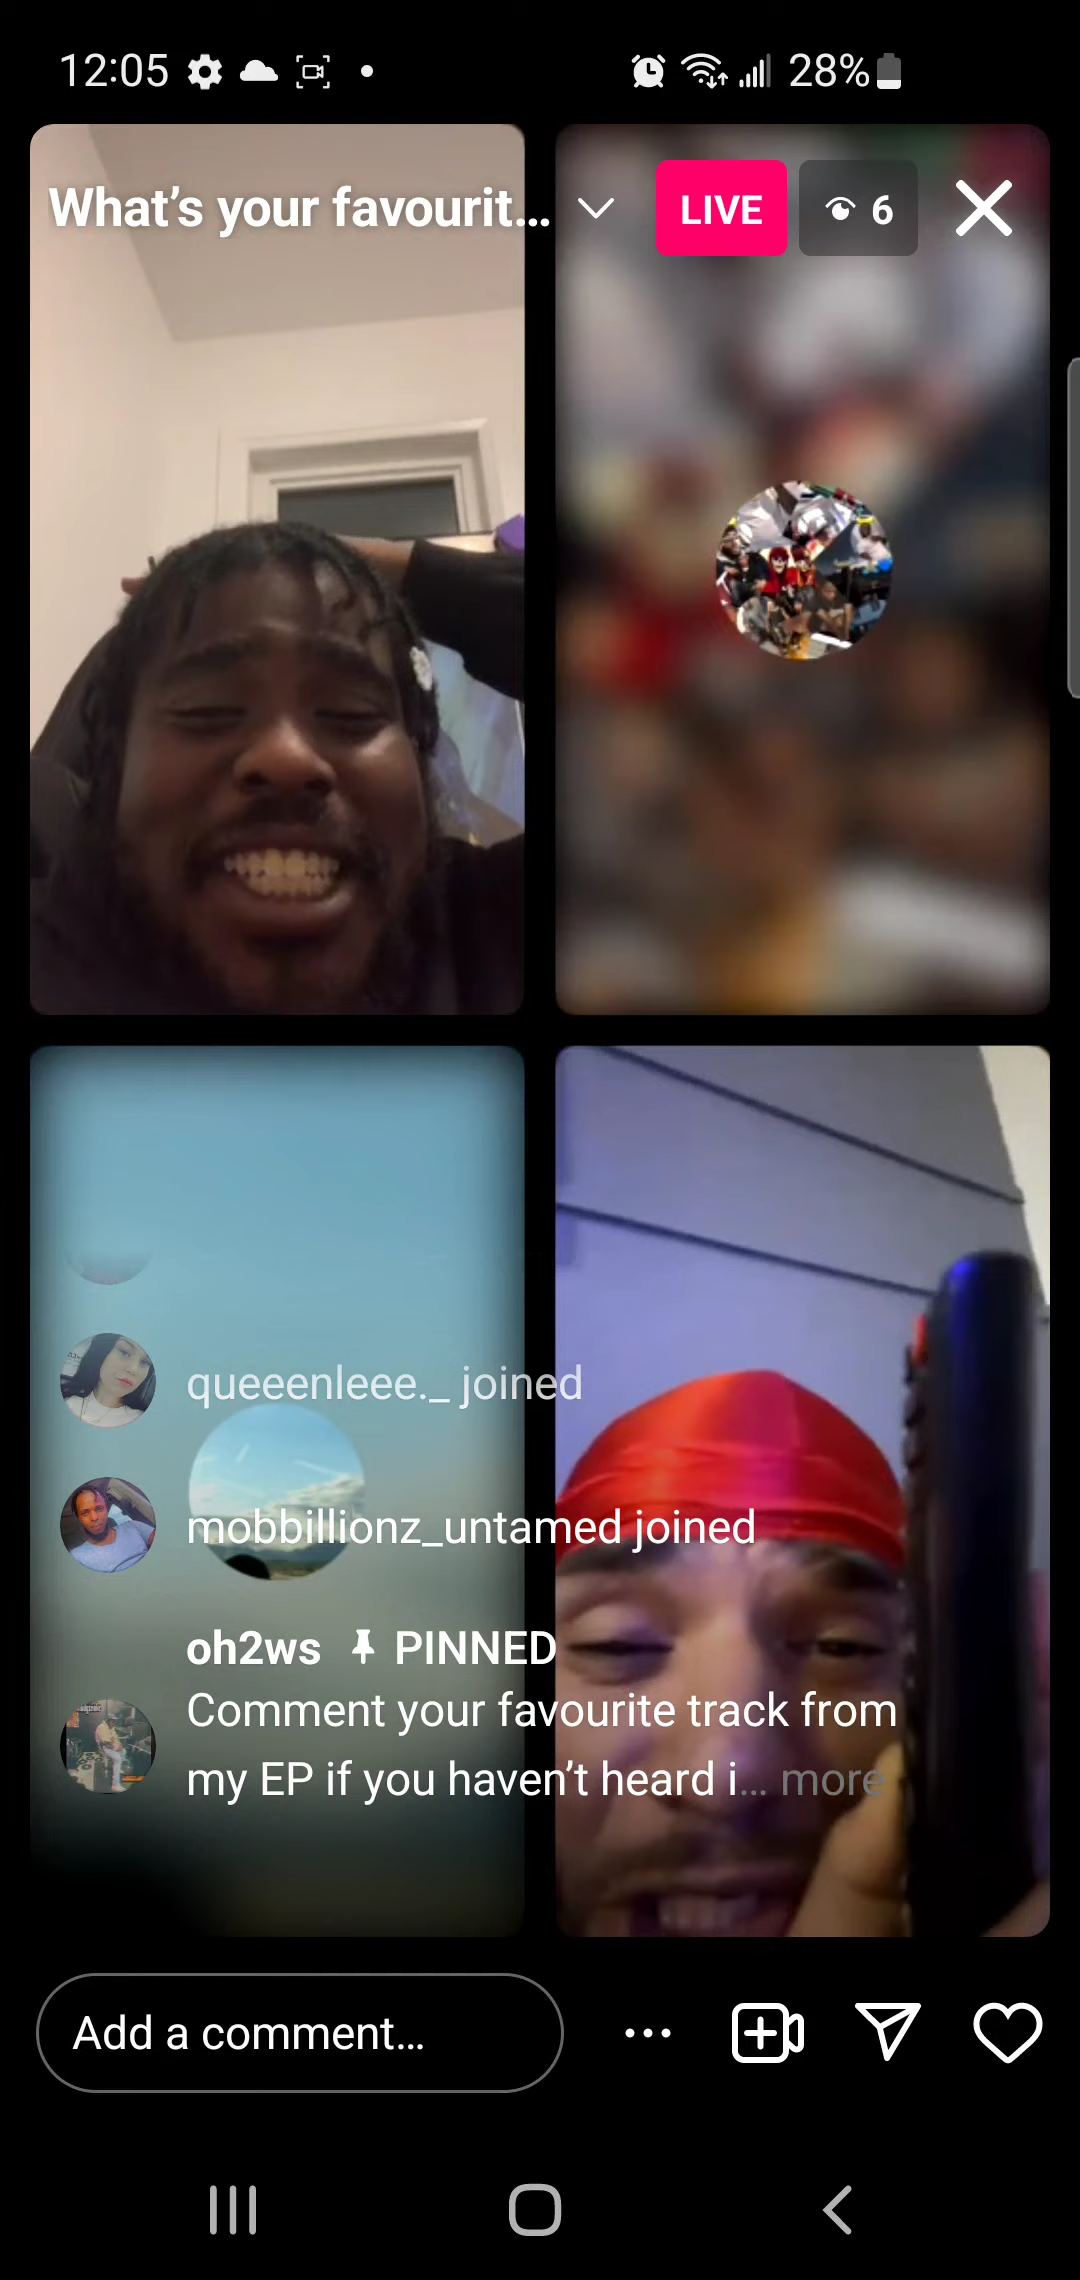 12:05
28%
What’s your favourit...
LIVE
6
queeenleee._ joined
mobbillionz_untamed joined
oh2ws PINNED
Comment your favourite track from
my EP if you haven’t heard i... more
Add a comment...